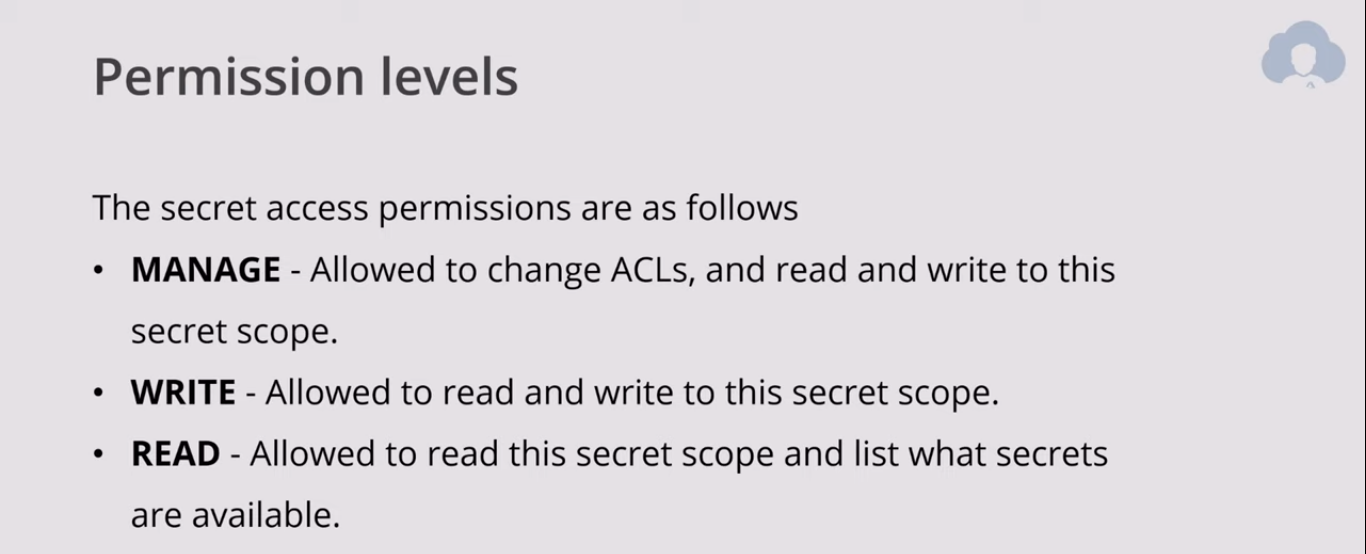 Permission levels
The secret access permissions are as follows
• MANAGE - Allowed to change ACLs, and read and write to this
secret scope.
• WRITE - Allowed to read and write to this secret scope.
• READ - Allowed to read this secret scope and list what secrets
are available.